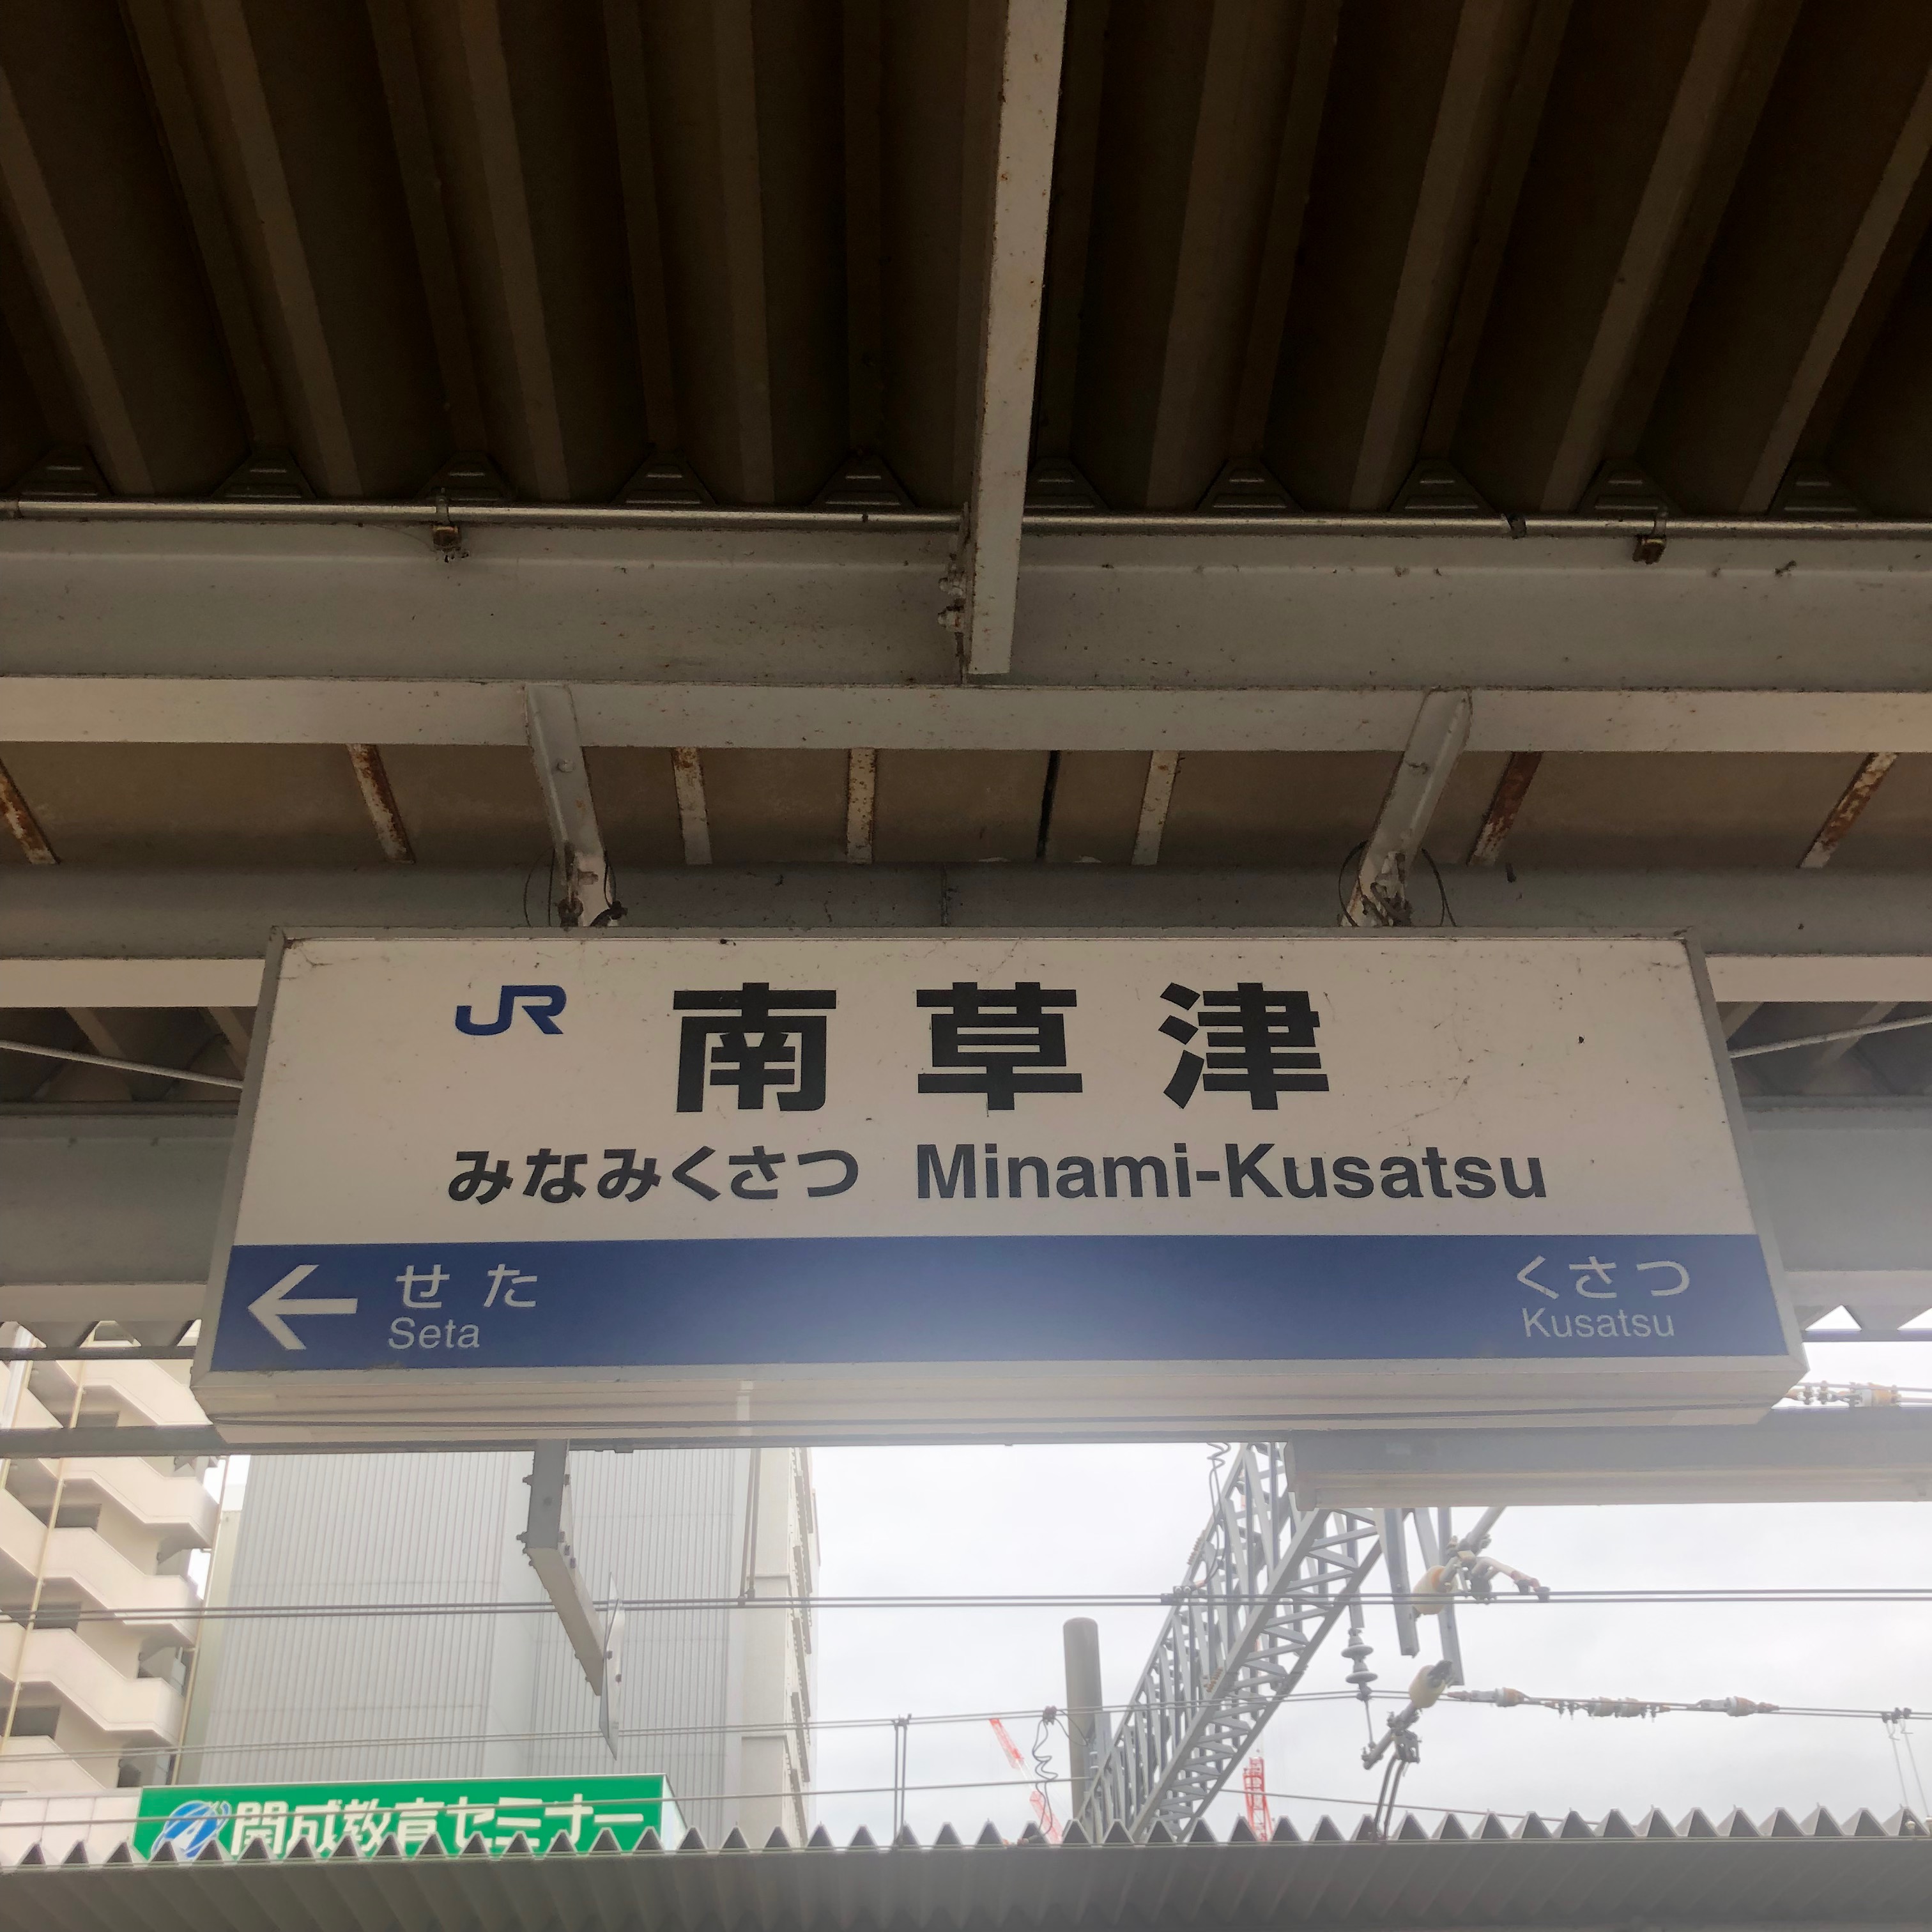 JR 南草津
みなみくさつ Minami-Kusatsu
← せた
Seta
くさつ
Kusatsu
開成教育セミナー